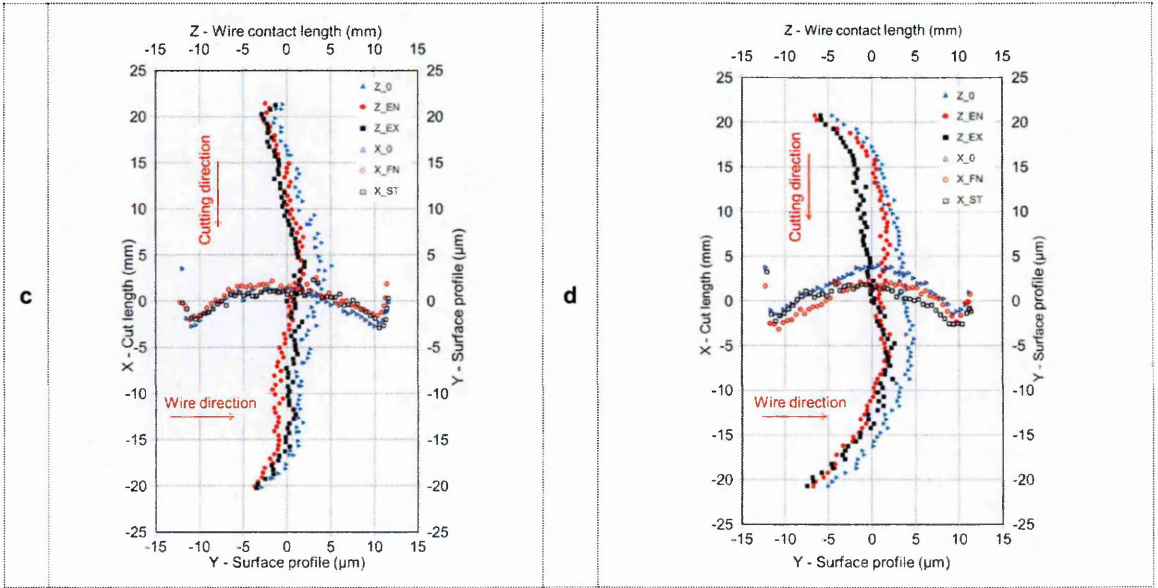 c
Z - Wire contact length (mm)
-15 -10 -5 0 5 10 15
25 25
20 20
15 15
10 10
5 5
0 0
-5 -5
-10 -10
-15 -15
-20 -20
-25 -25
X - Cut length (mm)
Y - Surface profile (µm)
Z_0
Z_EN
Z_EX
X_0
X_FN
X_ST
Cutting direction
Wire direction
-15 -10 -5 0 5 10 15
Y - Surface profile (µm)
d
Z - Wire contact length (mm)
-15 -10 -5 0 5 10 15
25 25
20 20
15 15
10 10
5 5
0 0
-5 -5
-10 -10
-15 -15
-20 -20
-25 -25
X - Cut length (mm)
Y - Surface profile (µm)
Z_0
Z_EN
Z_EX
X_0
X_FN
X_ST
Cutting direction
Wire direction
-15 -10 -5 0 5 10 15
Y - Surface profile (µm)